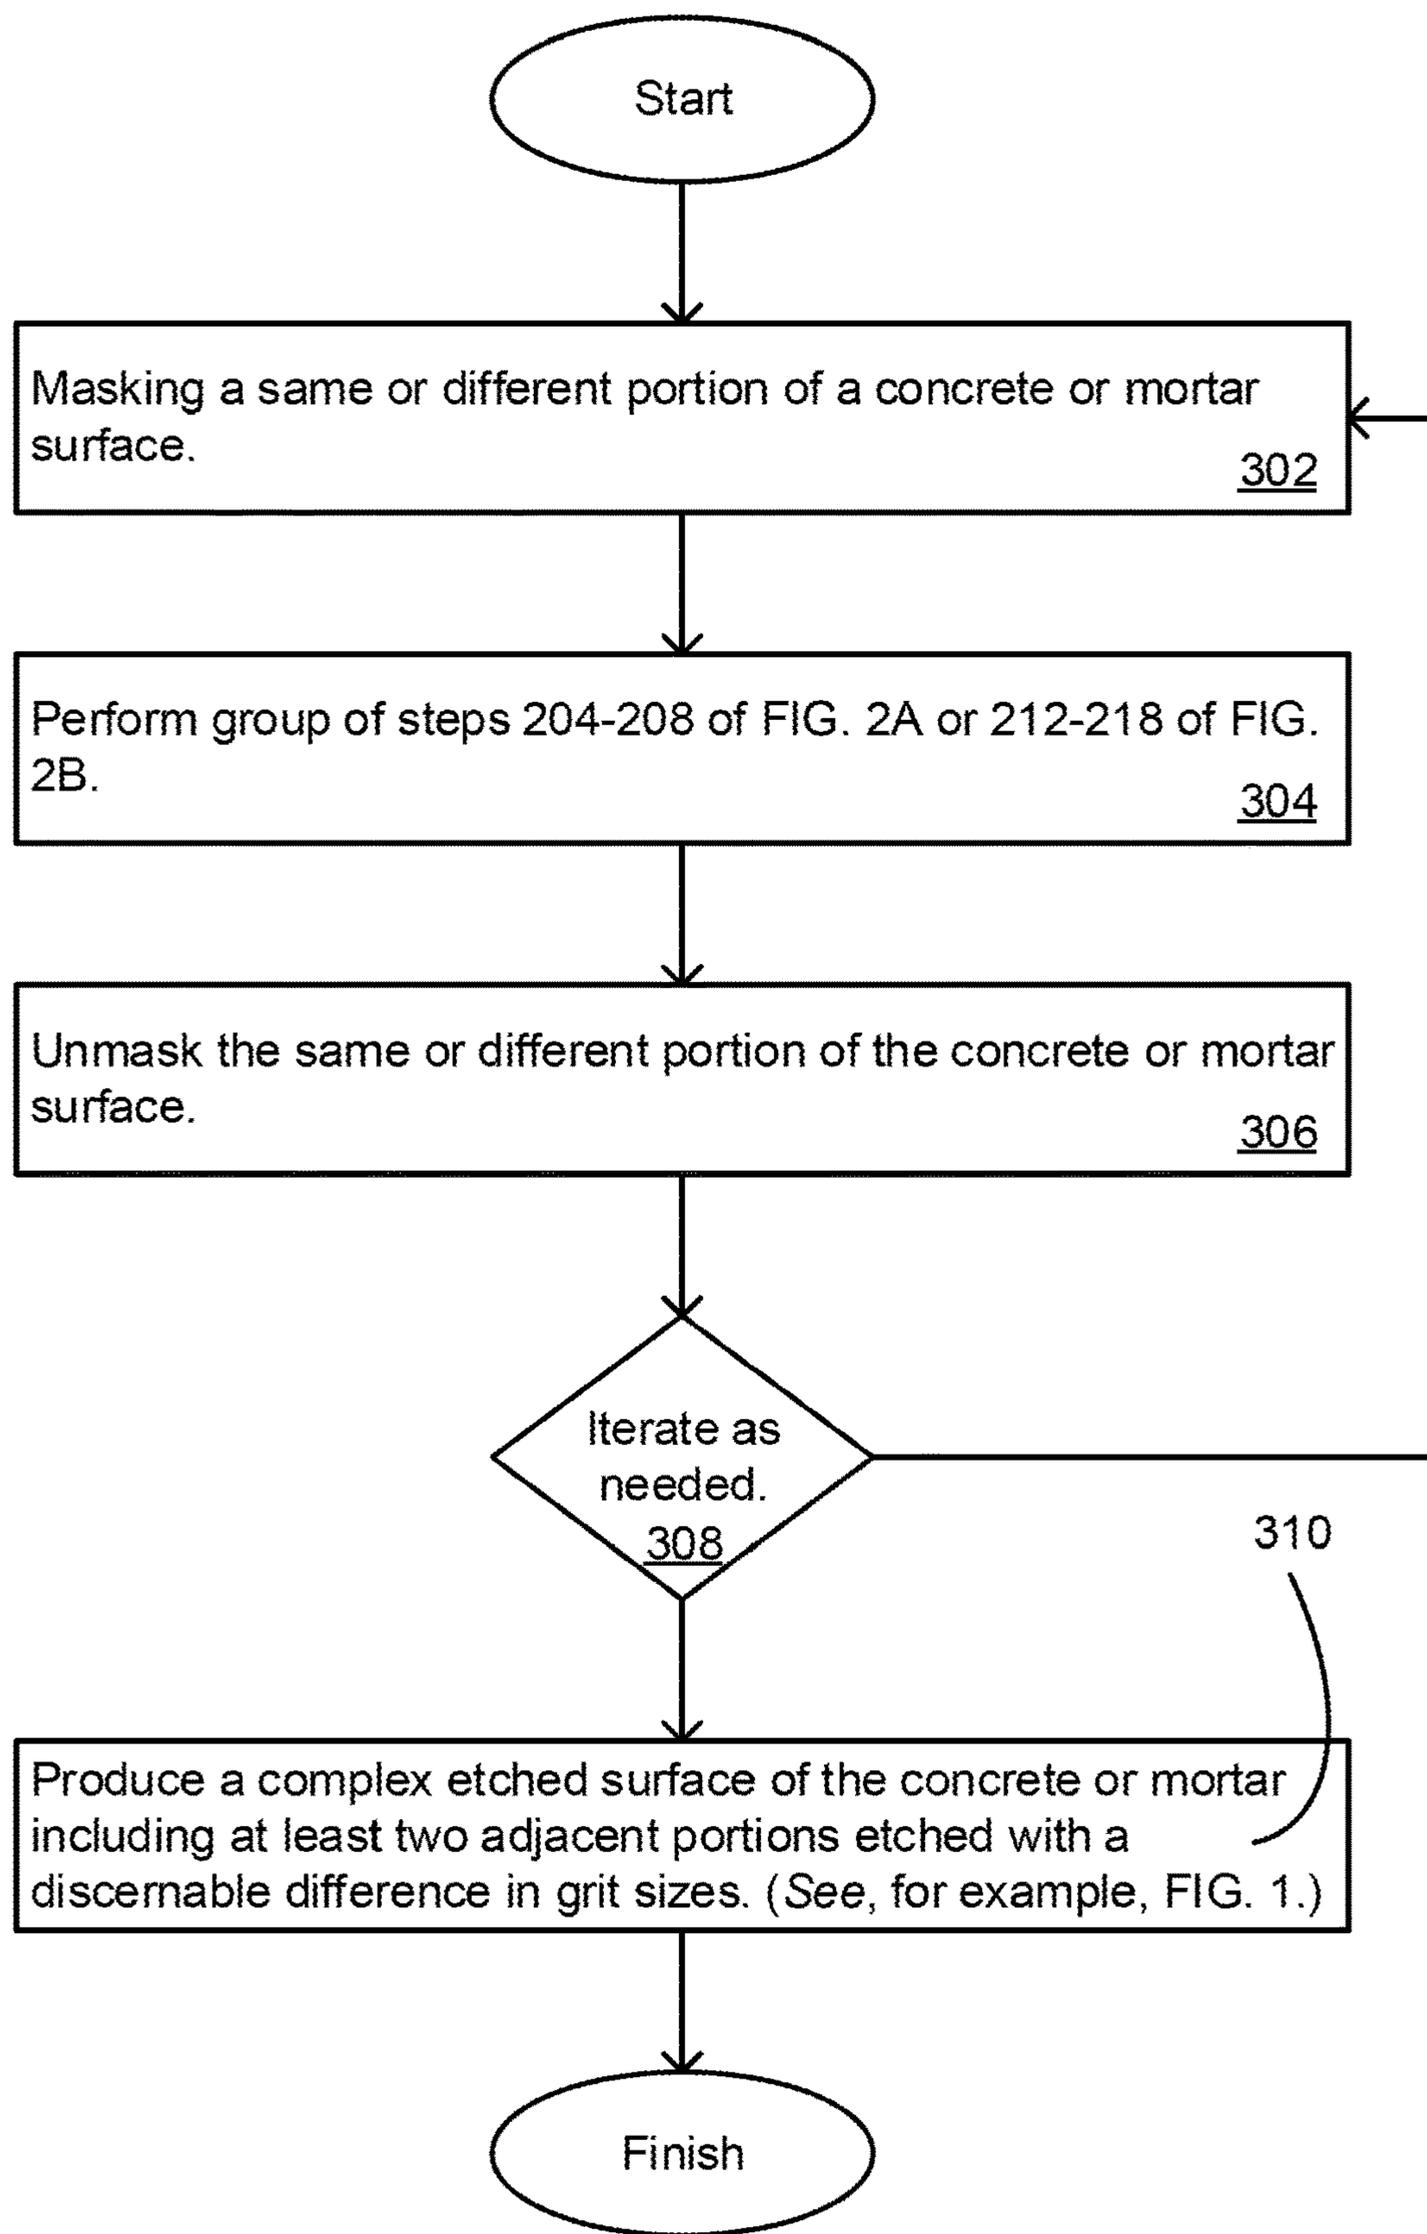 Start
Masking a same or different portion of a concrete or mortar
surface.
302
Perform group of steps 204-208 of FIG. 2A or 212-218 of FIG.
2B.
304
Unmask the same or different portion of the concrete or mortar
surface.
306
Iterate as
needed.
308
310
Produce a complex etched surface of the concrete or mortar
including at least two adjacent portions etched with a
discernable difference in grit sizes. (See, for example, FIG. 1.)
Finish